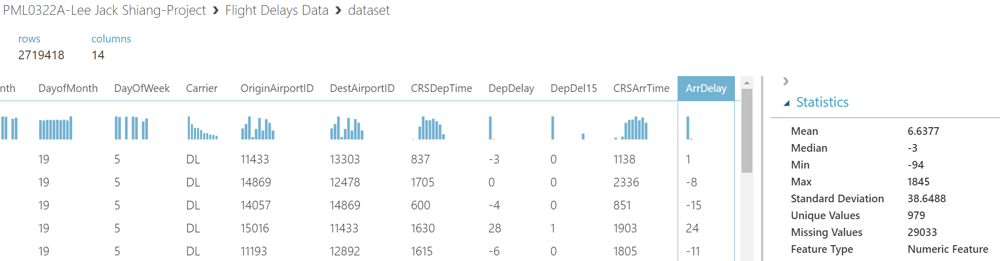 PML0322A-Lee Jack Shiang-Project ❯ Flight Delays Data ❯ dataset
rows columns
2719418 14
nth DayofMonth DayOfWeek Carrier OriginAirportID DestAirportID CRSDepTime DepDelay DepDel15 CRSArrTime ArrDelay
19 5 DL 11433 13303 837 -3 0 1138 1
19 5 DL 14869 12478 1705 0 0 2336 -8
19 5 DL 14057 14869 600 -4 0 851 -15
19 5 DL 15016 11433 1630 28 1 1903 24
19 5 DL 11193 12892 1615 -6 0 1805 -11
Statistics
Mean 6.6377
Median -3
Min -94
Max 1845
Standard Deviation 38.6488
Unique Values 979
Missing Values 29033
Feature Type Numeric Feature